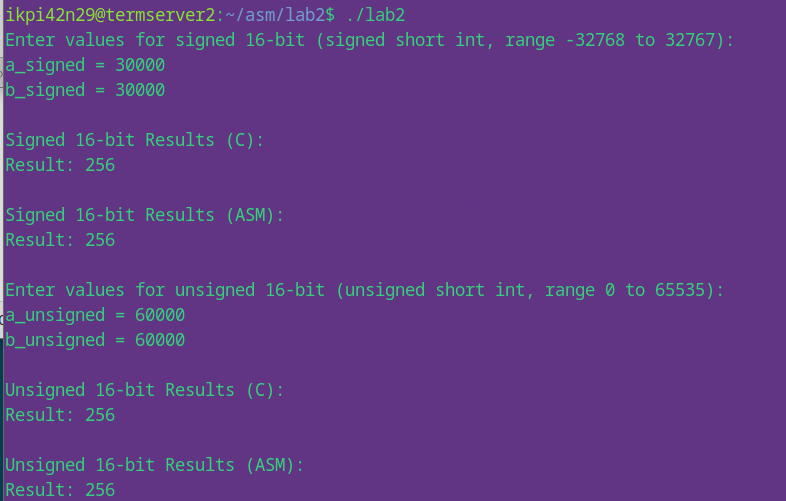 ikpi42n29@termserver2:~/asm/lab2$ ./lab2
Enter values for signed 16-bit (signed short int, range -32768 to 32767):
a_signed = 30000
b_signed = 30000
Signed 16-bit Results (C):
Result: 256
Signed 16-bit Results (ASM):
Result: 256
Enter values for unsigned 16-bit (unsigned short int, range 0 to 65535):
a_unsigned = 60000
b_unsigned = 60000
Unsigned 16-bit Results (C):
Result: 256
Unsigned 16-bit Results (ASM):
Result: 256